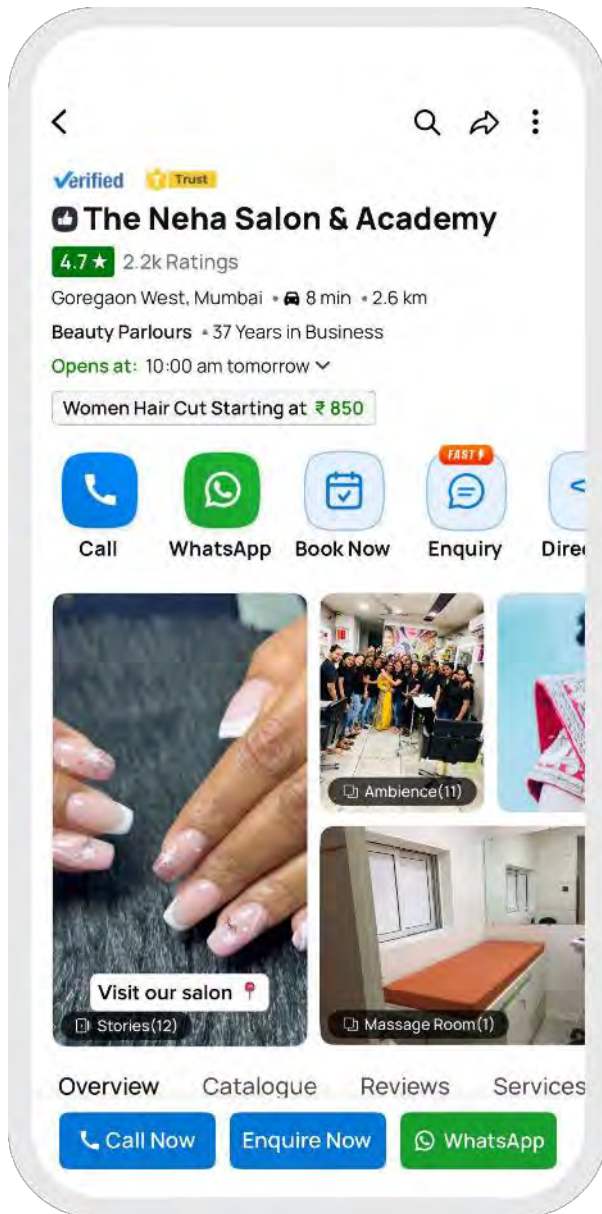 Verified T Trust
The Neha Salon & Academy
4.7 ★ 2.2k Ratings
Goregaon West, Mumbai • 8 min • 2.6 km
Beauty Parlours • 37 Years in Business
Opens at: 10:00 am tomorrow
Women Hair Cut Starting at ₹ 850
FAST
Call WhatsApp Book Now Enquiry Direc
Ambience(11)
Visit our salon
Stories(12) Massage Room(1)
Overview Catalogue Reviews Services
Call Now Enquire Now WhatsApp